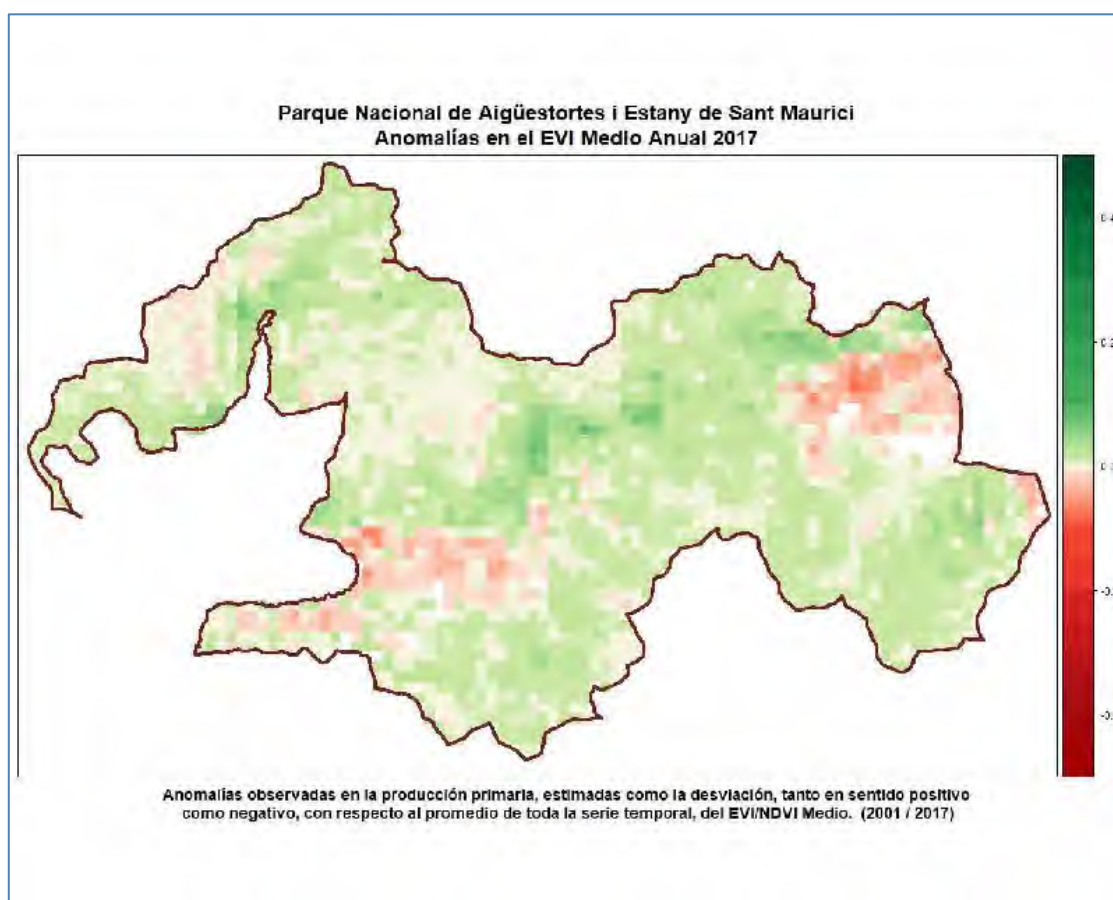 Parque Nacional de Aigüestortes i Estany de Sant Maurici
Anomalías en el EVI Medio Anual 2017
Anomalías observadas en la producción primaria, estimadas como la desviación, tanto en sentido positivo
como negativo, con respecto al promedio de toda la serie temporal, del EVI/NDVI Medio. (2001 / 2017)